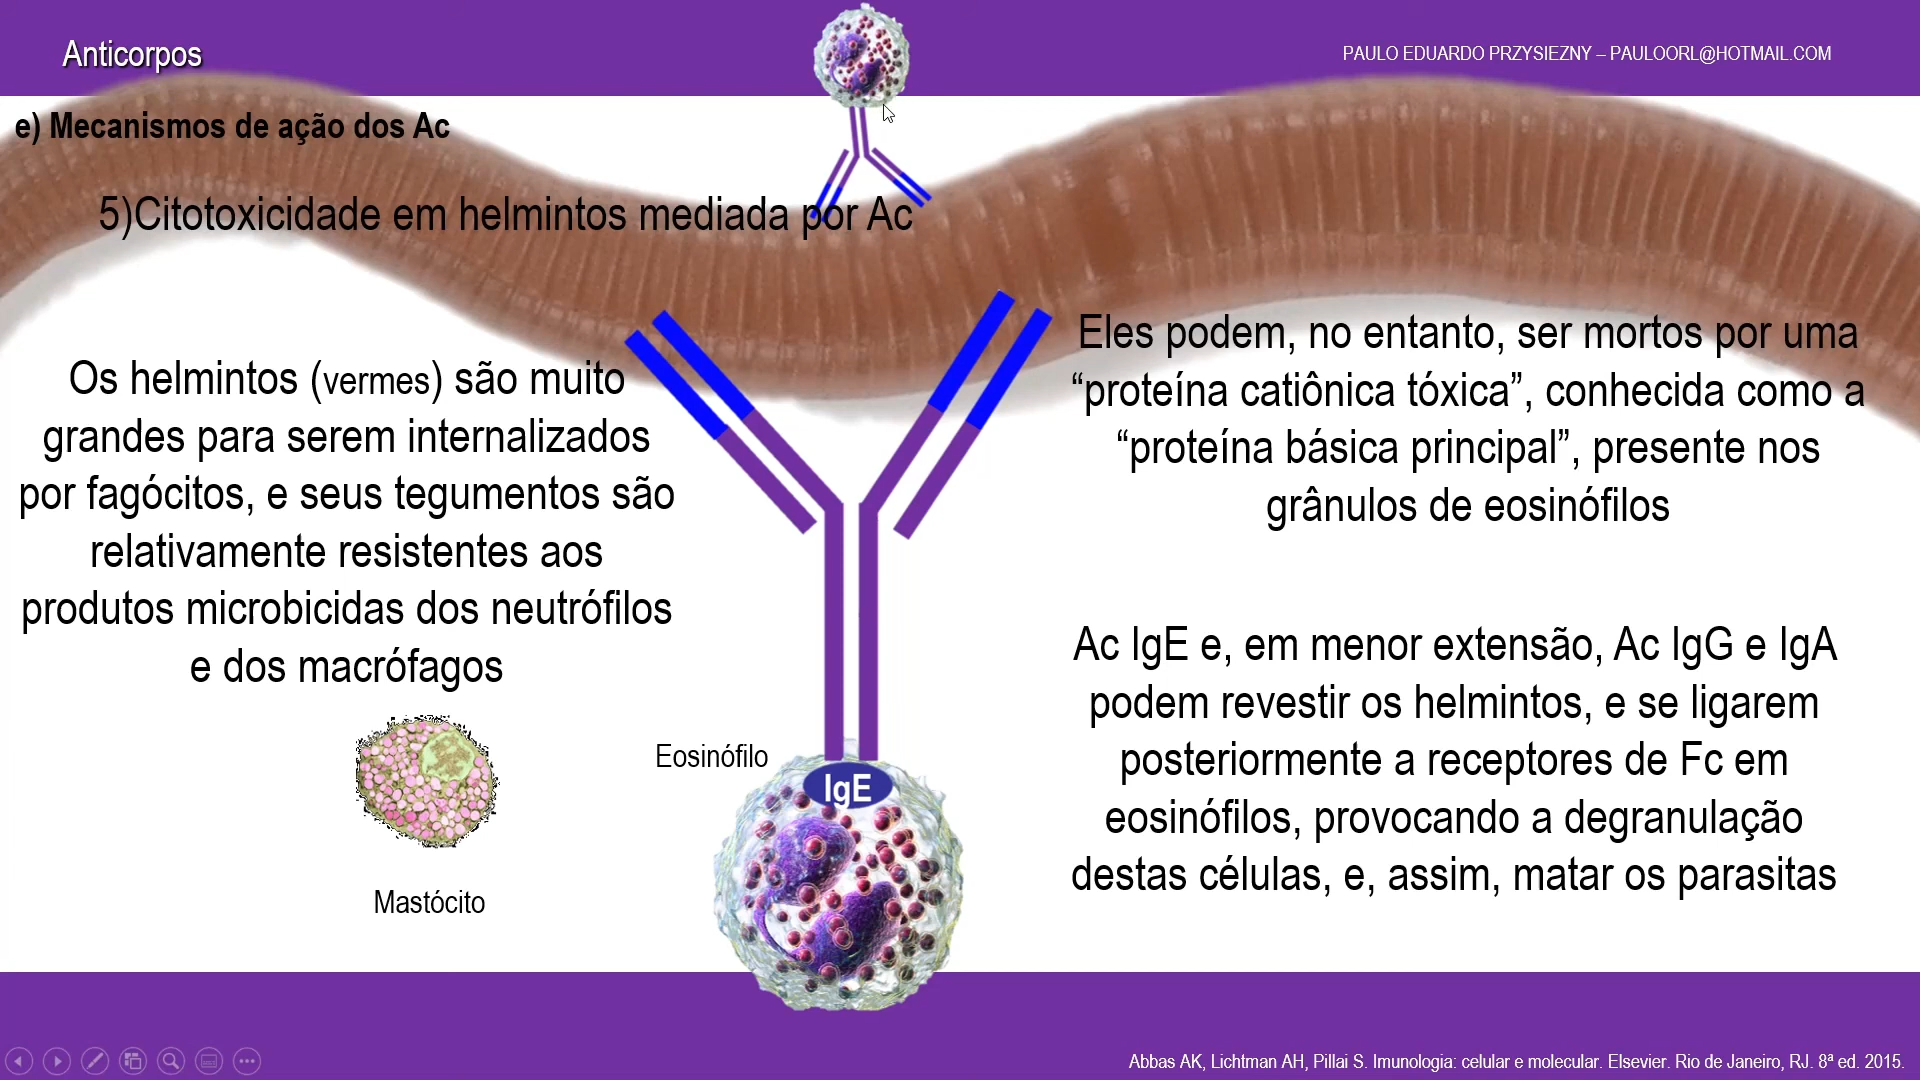 Anticorpos
PAULO EDUARDO PRZYSIEZNY – PAULOORL@HOTMAIL.COM
e) Mecanismos de ação dos Ac
5)Citotoxicidade em helmintos mediada por Ac
Os helmintos (vermes) são muito
grandes para serem internalizados
por fagócitos, e seus tegumentos são
relativamente resistentes aos
produtos microbicidas dos neutrófilos
e dos macrófagos
Eles podem, no entanto, ser mortos por uma
“proteína catiônica tóxica”, conhecida como a
“proteína básica principal”, presente nos
grânulos de eosinófilos
Ac IgE e, em menor extensão, Ac IgG e IgA
podem revestir os helmintos, e se ligarem
posteriormente a receptores de Fc em
eosinófilos, provocando a degranulação
destas células, e, assim, matar os parasitas
Eosinófilo
IgE
Mastócito
Abbas AK, Lichtman AH, Pillai S. Imunologia: celular e molecular. Elsevier. Rio de Janeiro, RJ. 8ª ed. 2015.